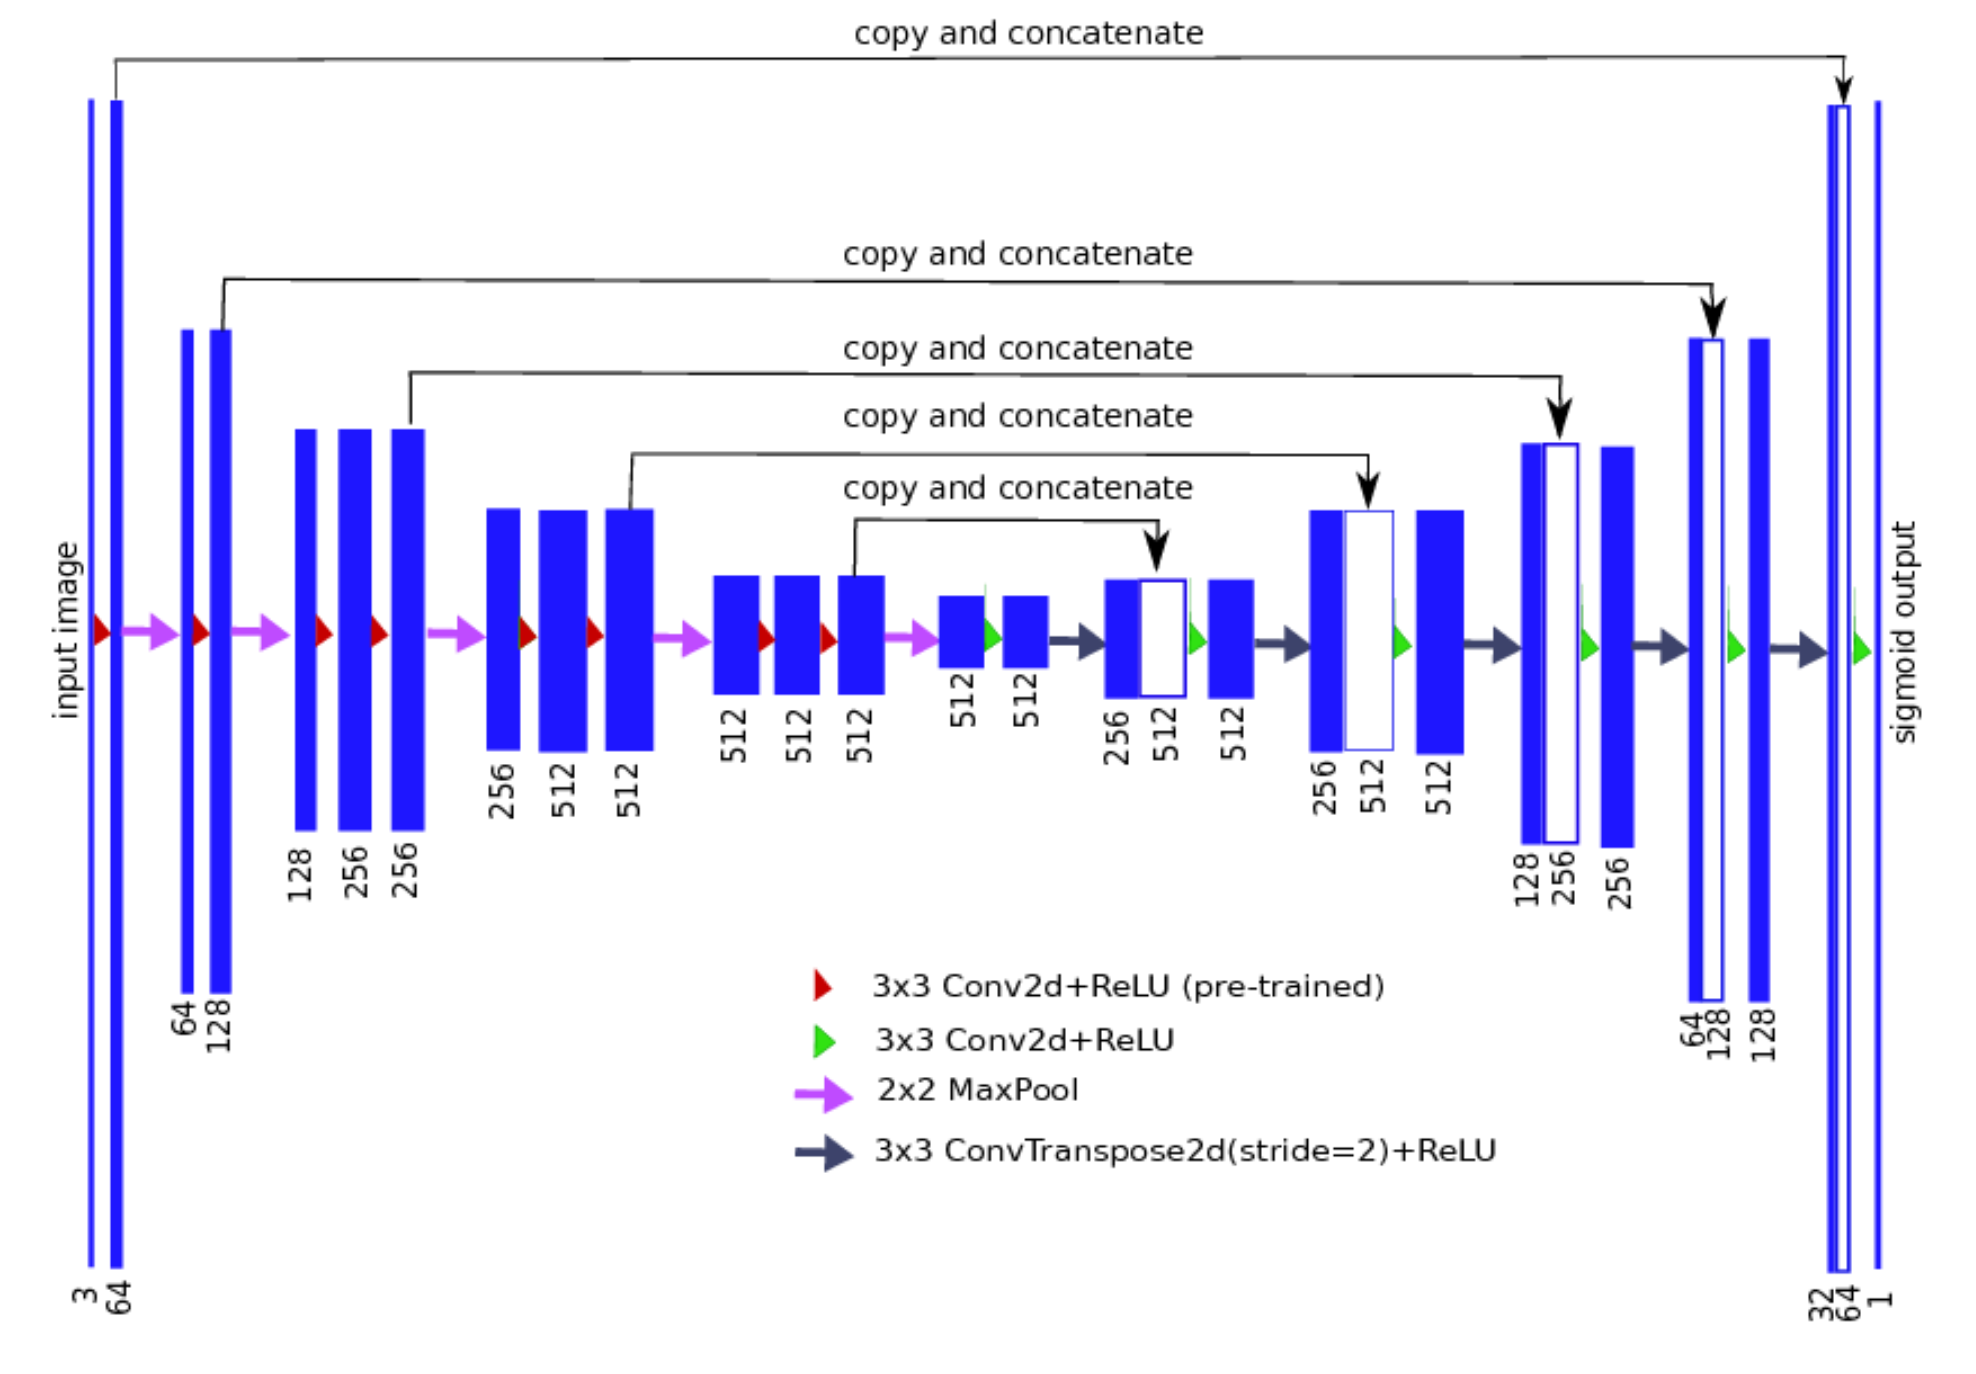 copy and concatenate
copy and concatenate
copy and concatenate
copy and concatenate
copy and concatenate
input image
sigmoid output
3
64
64
128
128
256
256
256
512
512
512
512
512
512
512
256
512
512
256
512
512
128
256
256
64
128
128
32
64
1
3x3 Conv2d+ReLU (pre-trained)
3x3 Conv2d+ReLU
2x2 MaxPool
3x3 ConvTranspose2d(stride=2)+ReLU